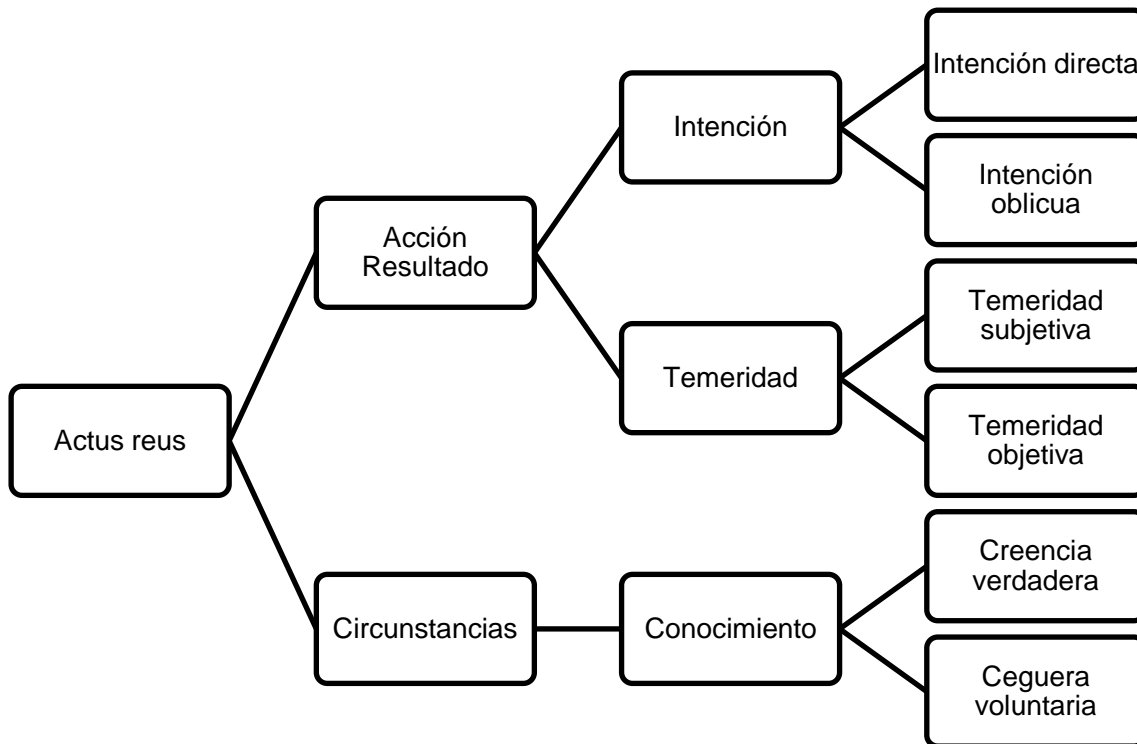 Intención directa
Intención
Intención
oblicua
Acción
Resultado
Temeridad
subjetiva
Temeridad
Temeridad
objetiva
Actus reus
Creencia
verdadera
Circunstancias
Conocimiento
Ceguera
voluntaria